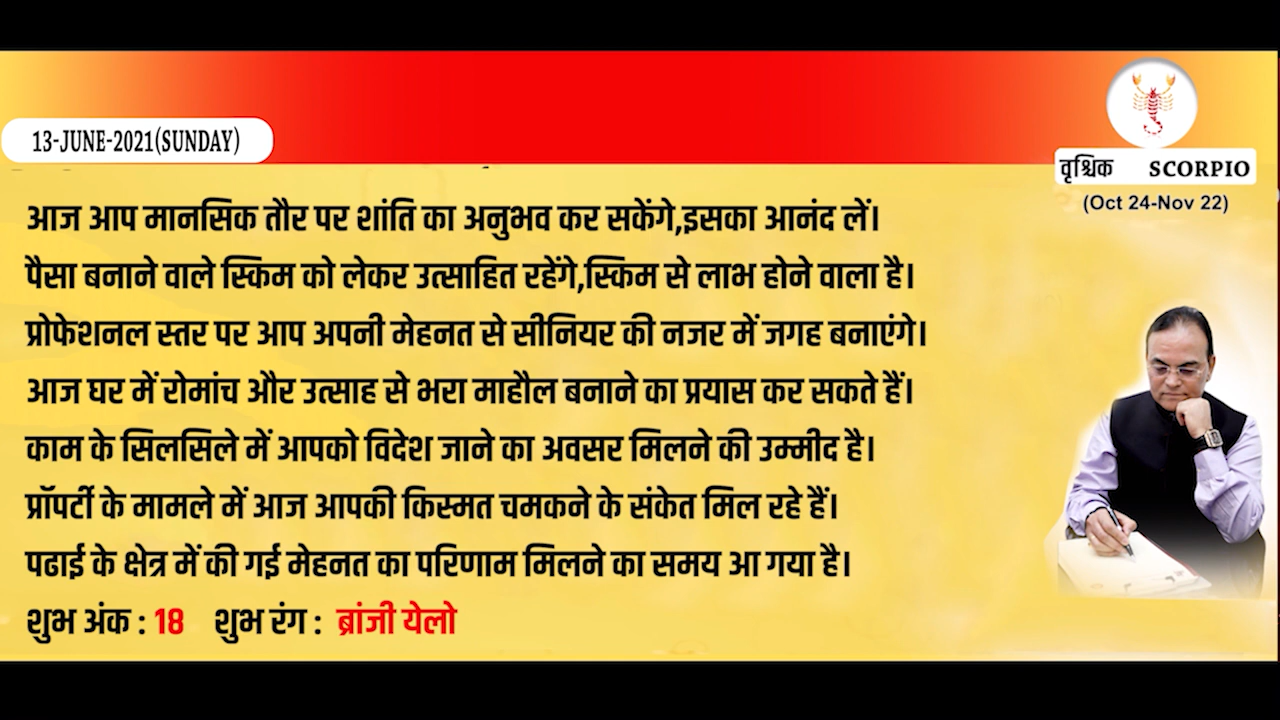 13-JUNE-2021(SUNDAY)
वृश्चिक SCORPIO
(Oct 24-Nov 22)
आज आप मानसिक तौर पर शांति का अनुभव कर सकेंगे,इसका आनंद लें।
पैसा बनाने वाले स्किम को लेकर उत्साहित रहेंगे,स्किम से लाभ होने वाला है।
प्रोफेशनल स्तर पर आप अपनी मेहनत से सीनियर की नजर में जगह बनाएंगे।
आज घर में रोमांच और उत्साह से भरा माहौल बनाने का प्रयास कर सकते हैं।
काम के सिलसिले में आपको विदेश जाने का अवसर मिलने की उम्मीद है।
प्रॉपर्टी के मामले में आज आपकी किस्मत चमकने के संकेत मिल रहे हैं।
पढाई के क्षेत्र में की गई मेहनत का परिणाम मिलने का समय आ गया है।
शुभ अंक : 18 शुभ रंग : ब्रांजी येलो